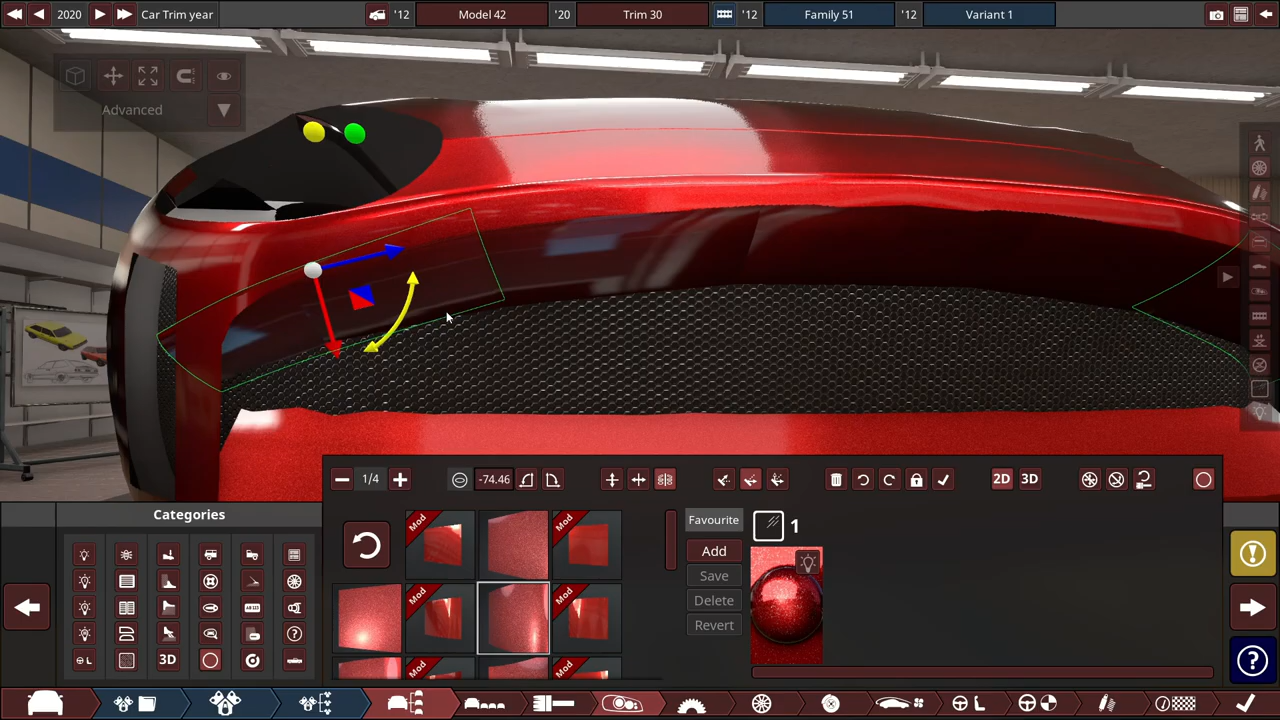 2020 Car Trim year '12 Model 42 '20 Trim 30 '12 Family 51 '12 Variant 1
Advanced
1/4 -74.46 2D 3D
Categories
Mod Mod
Favourite 1
Add
Save
Delete
Revert
Mod Mod
L 3D
Mod
L